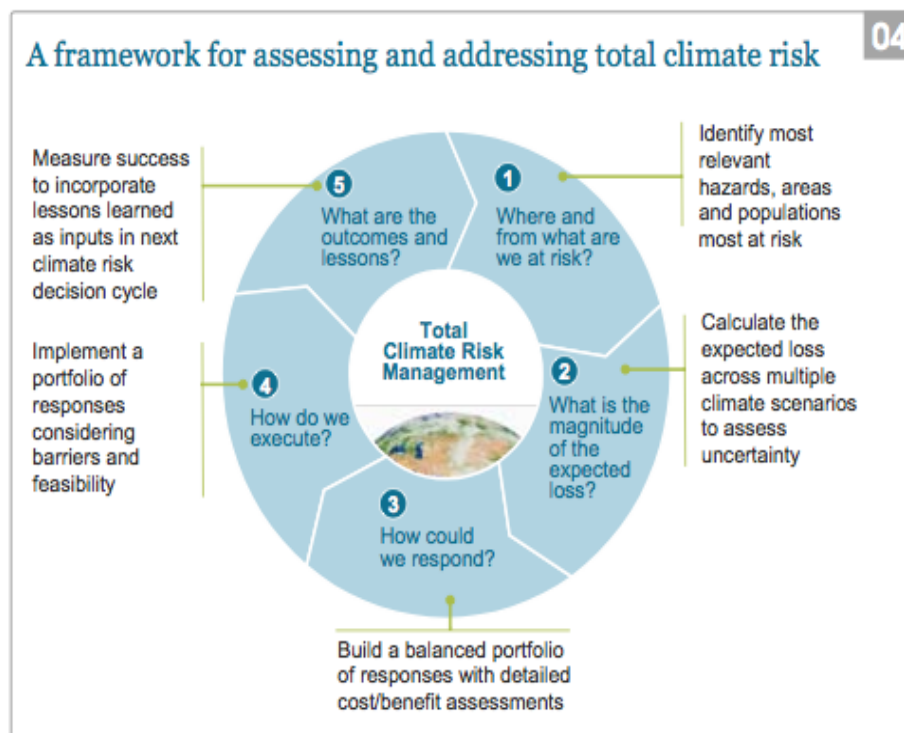 04
A framework for assessing and addressing total climate risk
1
Where and
from what are
we at risk?
Identify most
relevant
hazards, areas
and populations
most at risk
2
What is the
magnitude
of the
expected
loss?
Calculate the
expected loss
across multiple
climate scenarios
to assess
uncertainty
3
How could
we respond?
Build a balanced portfolio
of responses with detailed
cost/benefit assessments
4
How do we
execute?
Implement a
portfolio of
responses
considering
barriers and
feasibility
5
What are the
outcomes and
lessons?
Measure success
to incorporate
lessons learned
as inputs in next
climate risk
decision cycle
Total
Climate Risk
Management